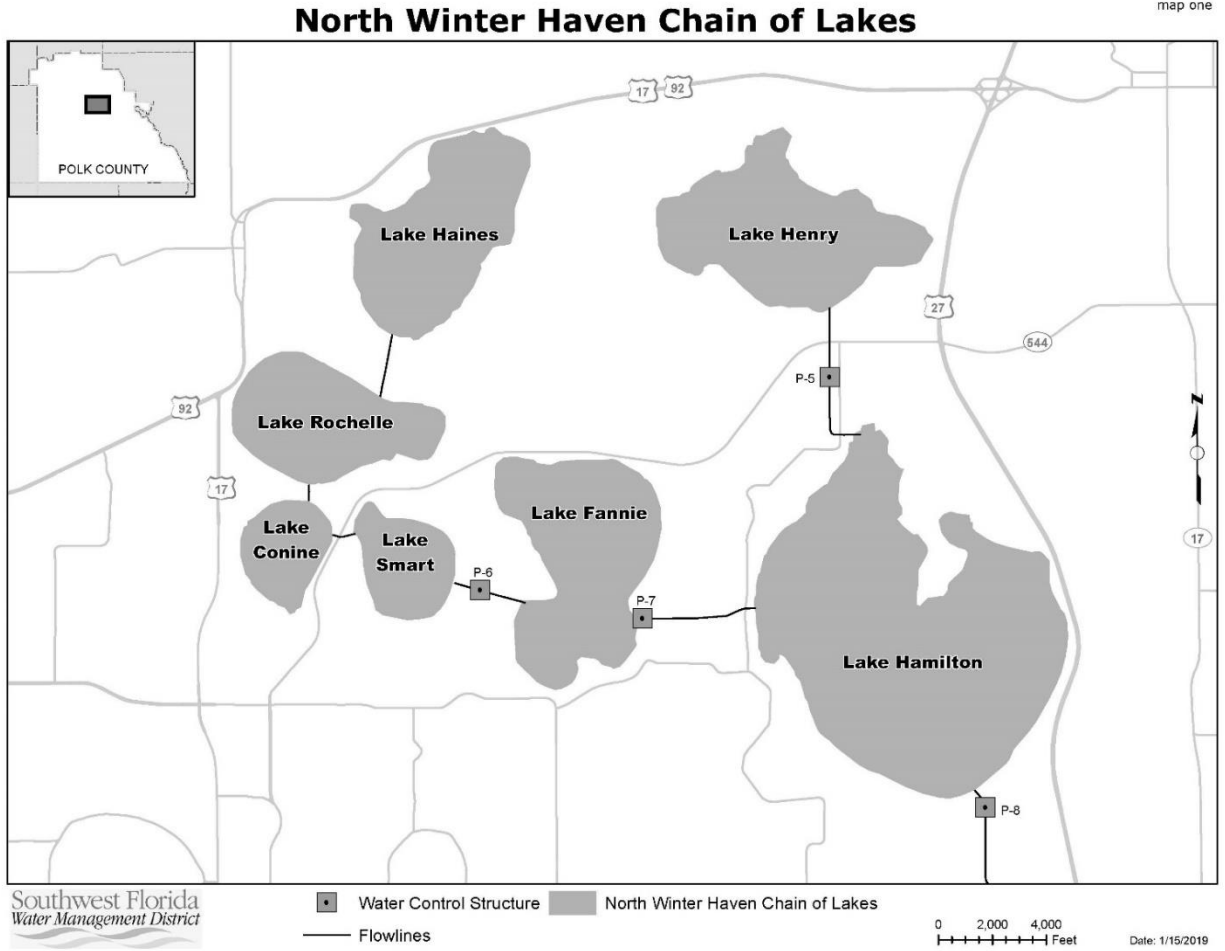 map one
North Winter Haven Chain of Lakes
POLK COUNTY
17
92
Lake Haines
Lake Henry
27
544
P-5
92
Lake Rochelle
17
Lake
Conine
Lake
Smart
P-6
Lake Fannie
P-7
N
17
Lake Hamilton
P-8
Southwest Florida
Water Management District
Water Control Structure
North Winter Haven Chain of Lakes
Flowlines
0 2,000 4,000
Feet
Date: 1/15/2019